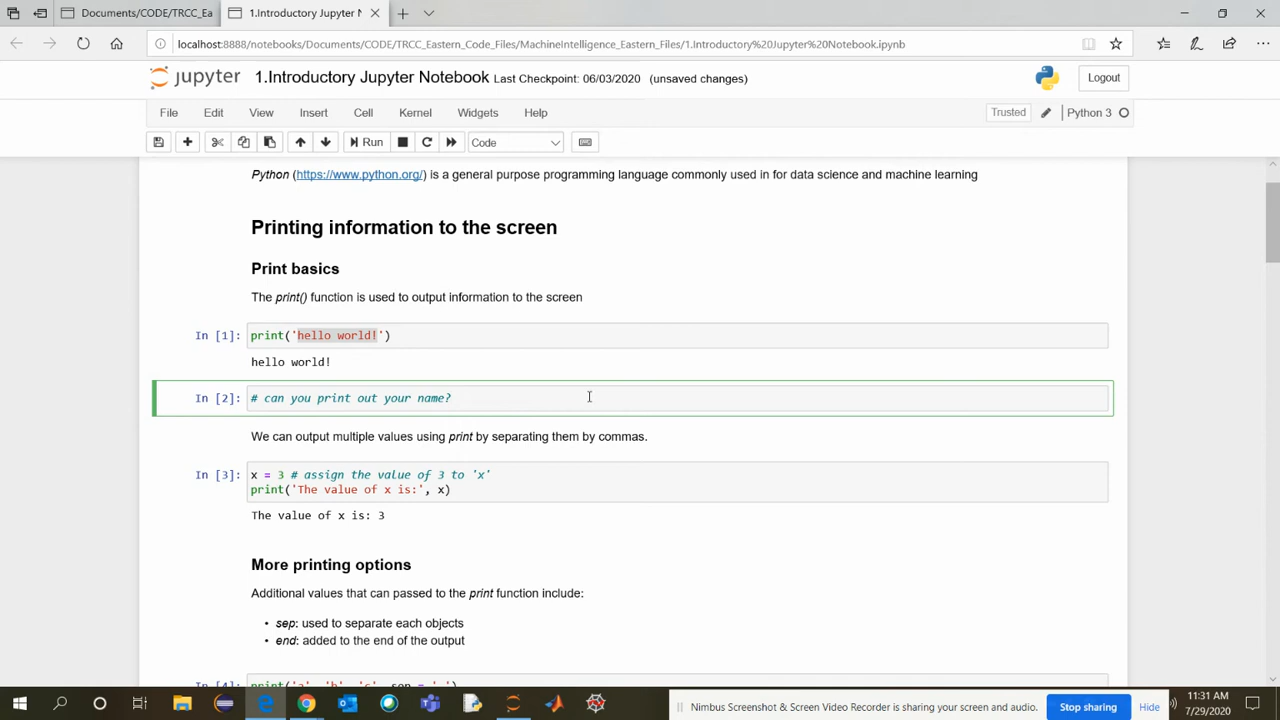 Documents/CODE/TRCC_Ea
1.Introductory Jupyter N
localhost:8888/notebooks/Documents/CODE/TRCC_Eastern_Code_Files/MachineIntelligence_Eastern_Files/1.Introductory%20Jupyter%20Notebook.ipynb
jupyter 1.Introductory Jupyter Notebook Last Checkpoint: 06/03/2020 (unsaved changes) Logout
File Edit View Insert Cell Kernel Widgets Help Trusted Python 3
Run Code
Python (https://www.python.org/) is a general purpose programming language commonly used in for data science and machine learning
Printing information to the screen
Print basics
The print() function is used to output information to the screen
In [1]: print('hello world!')
hello world!
In [2]: # can you print out your name?
We can output multiple values using print by separating them by commas.
In [3]: x = 3 # assign the value of 3 to 'x'
print('The value of x is:', x)
The value of x is: 3
More printing options
Additional values that can passed to the print function include:
• sep: used to separate each objects
• end: added to the end of the output
In [4]: print('a', 'b', 'c', sep = '
Nimbus Screenshot & Screen Video Recorder is sharing your screen and audio. Stop sharing Hide
11:31 AM
7/29/2020